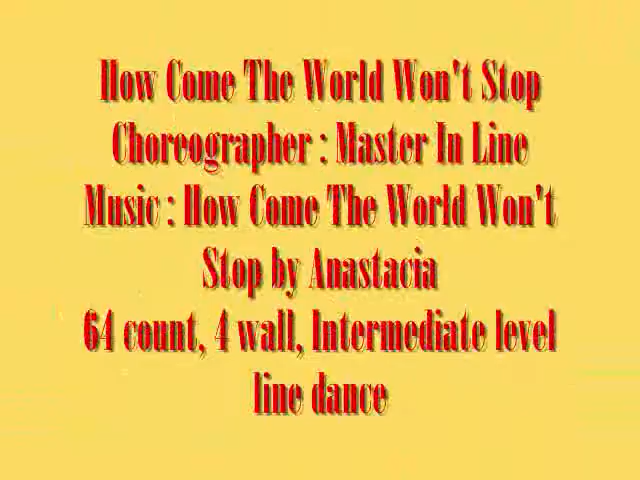 How Come The World Won't Stop
Choreographer : Master In Line
Music : How Come The World Won't
Stop by Anastacia
64 count, 4 wall, Intermediate level
line dance